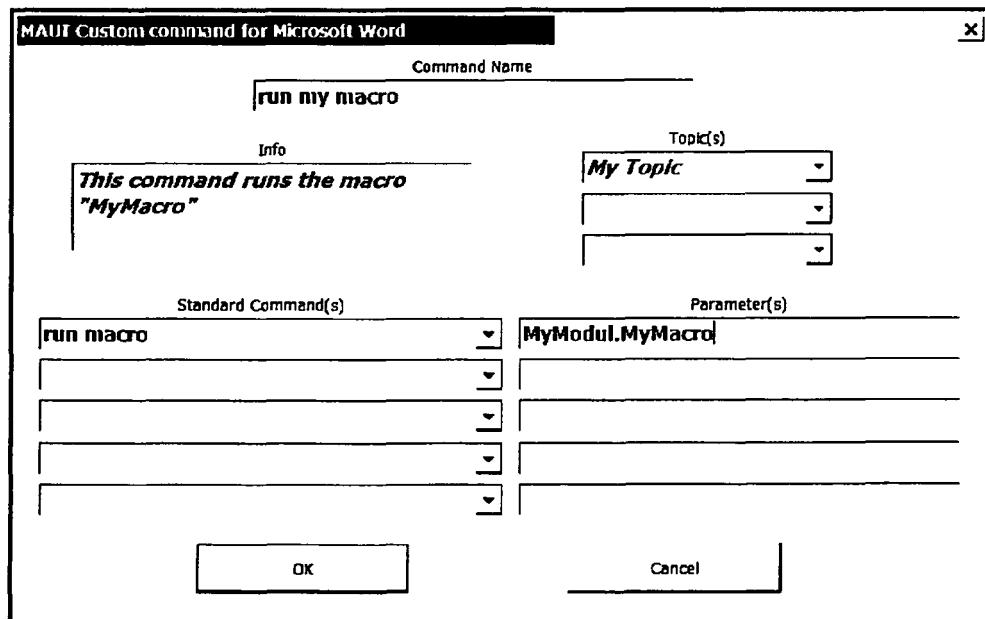 MAUT Custom command for Microsoft Word
Command Name
run my macro
Info
Topic(s)
This command runs the macro
"MyMacro"
My Topic
Standard Command(s)
Parameter(s)
run macro
MyModul.MyMacro
OK
Cancel